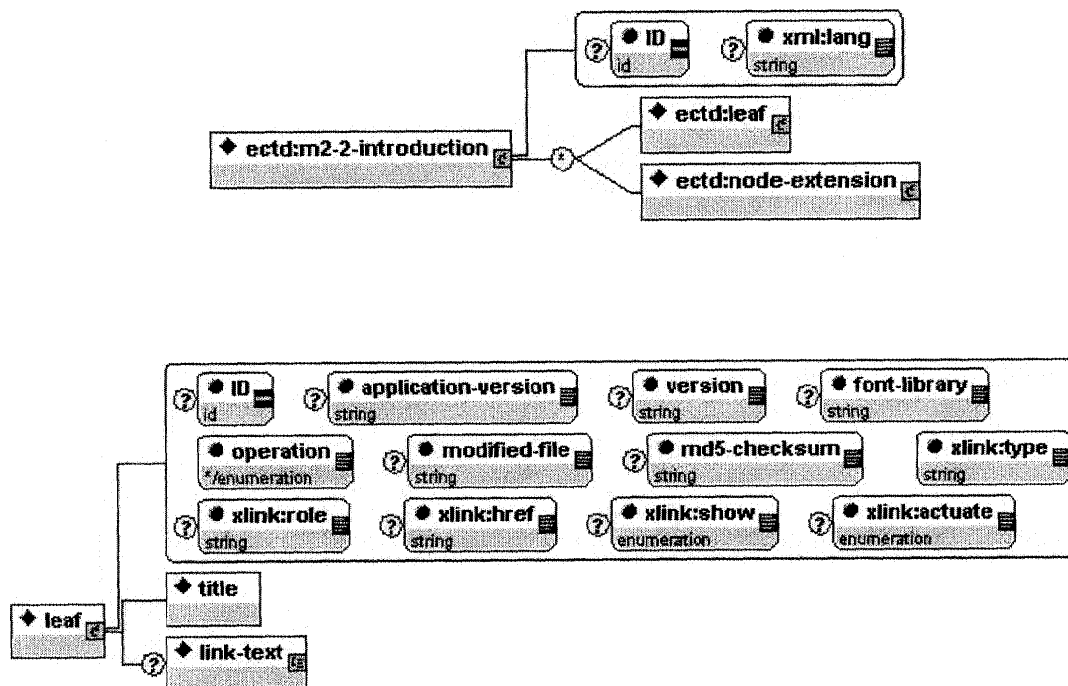 ? ID ? xml:lang
id string
ectd:leaf
ectd:m2-2-introduction
*
ectd:node-extension
? ID ? application-version ? version ? font-library
id string string string
operation ? modified-file ? md5-checksum xlink:type
*/enumeration string string string
? xlink:role ? xlink:href ? xlink:show ? xlink:actuate
string string enumeration enumeration
title
leaf
? link-text